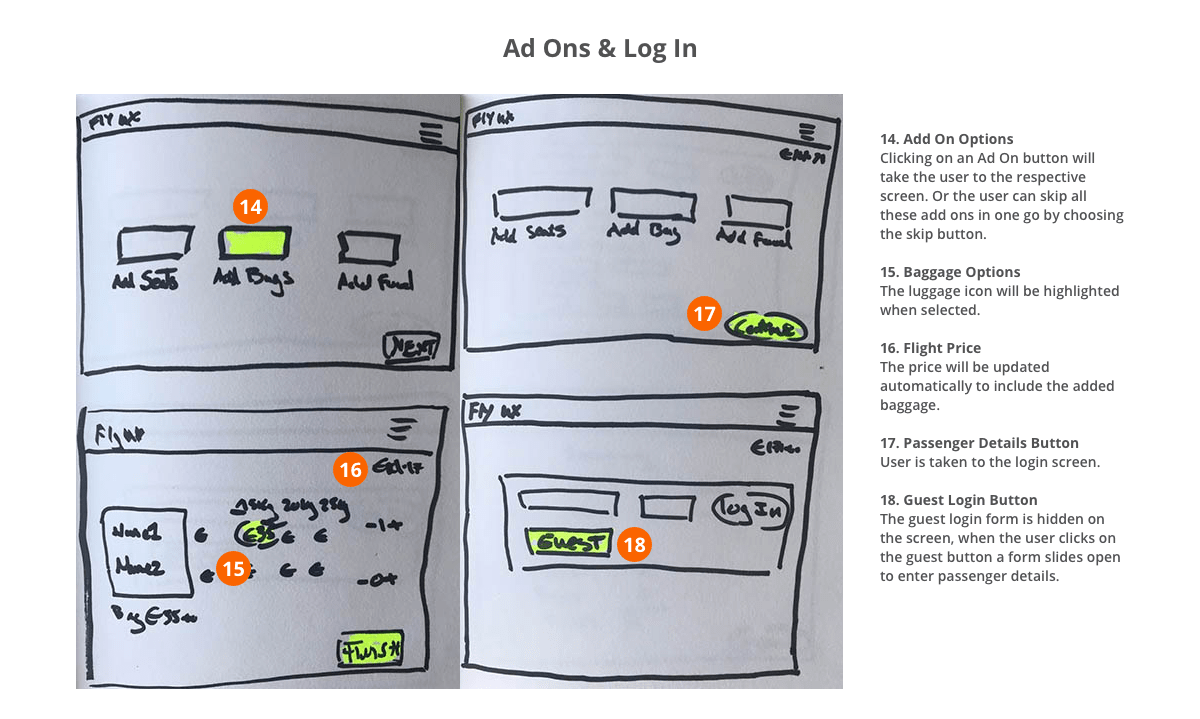 Ad Ons & Log In
FLY UX
14
Add Seats
Add Bags
Add Food
NEXT
FLY UX
Add Seats
Add Bag
Add Food
17
Continue
Fly UX
16
15kg 20kg 25kg
Name1
€ €35 € €
-1+
Name2
€
15
€ €
-0+
Bag €35
FINISH
Fly UX
Log In
GUEST
18
14. Add On Options
Clicking on an Ad On button will
take the user to the respective
screen. Or the user can skip all
these add ons in one go by choosing
the skip button.
15. Baggage Options
The luggage icon will be highlighted
when selected.
16. Flight Price
The price will be updated
automatically to include the added
baggage.
17. Passenger Details Button
User is taken to the login screen.
18. Guest Login Button
The guest login form is hidden on
the screen, when the user clicks on
the guest button a form slides open
to enter passenger details.